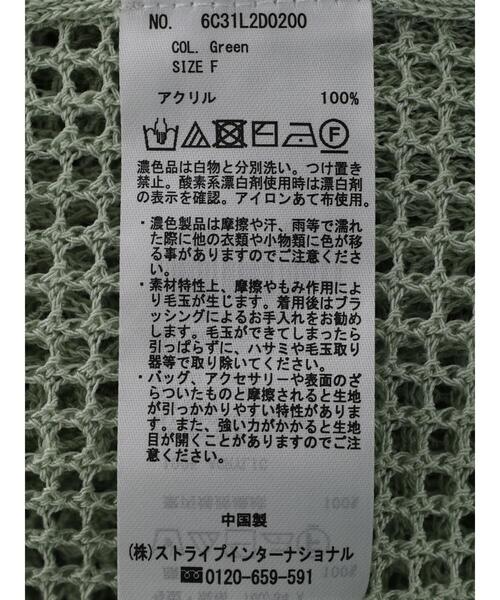 NO. 6C31L2D0200
COL. Green
SIZE F
アクリル 100%
濃色品は白物と分別洗い。つけ置き
禁止。酸素系漂白剤使用時は漂白剤
の表示を確認。アイロンあて布使用。
・濃色製品は摩擦や汗、雨等で濡れ
た際に他の衣類や小物類に色が移
る事がありますのでご注意くださ
い。
・素材特性上、摩擦やもみ作用によ
り毛玉が生じます。着用後はブラ
ッシングによるお手入れをお勧め
します。毛玉ができてしまったら
引っぱらずに、ハサミや毛玉取り
器等で取り除いてください。
・バッグ、アクセサリーや表面のざ
らついたものと摩擦されると生地
が引っかかりやすい特性がありま
す。また、強い力がかかると生地
目が開くことがありますのでご注
意ください。
中国製
(株)ストライプインターナショナル
0120-659-591